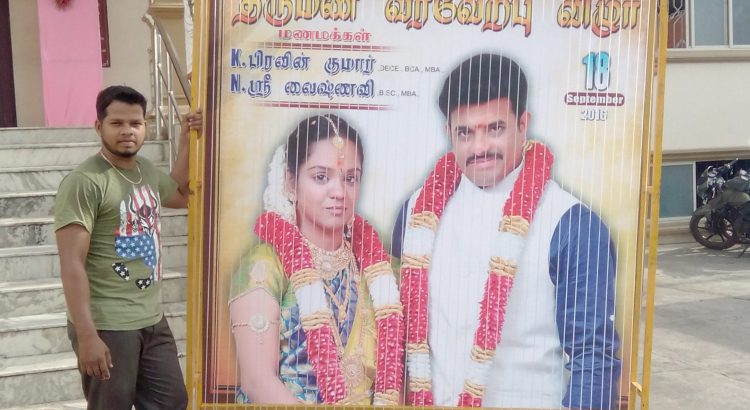 திருமண வரவேற்பு விழா
மணமக்கள்
K.பிரவின் குமார், DECE., BCA., MBA.,
N.ஸ்ரீ வைஷ்ணவி B.SC., MBA.,
18
September
2016